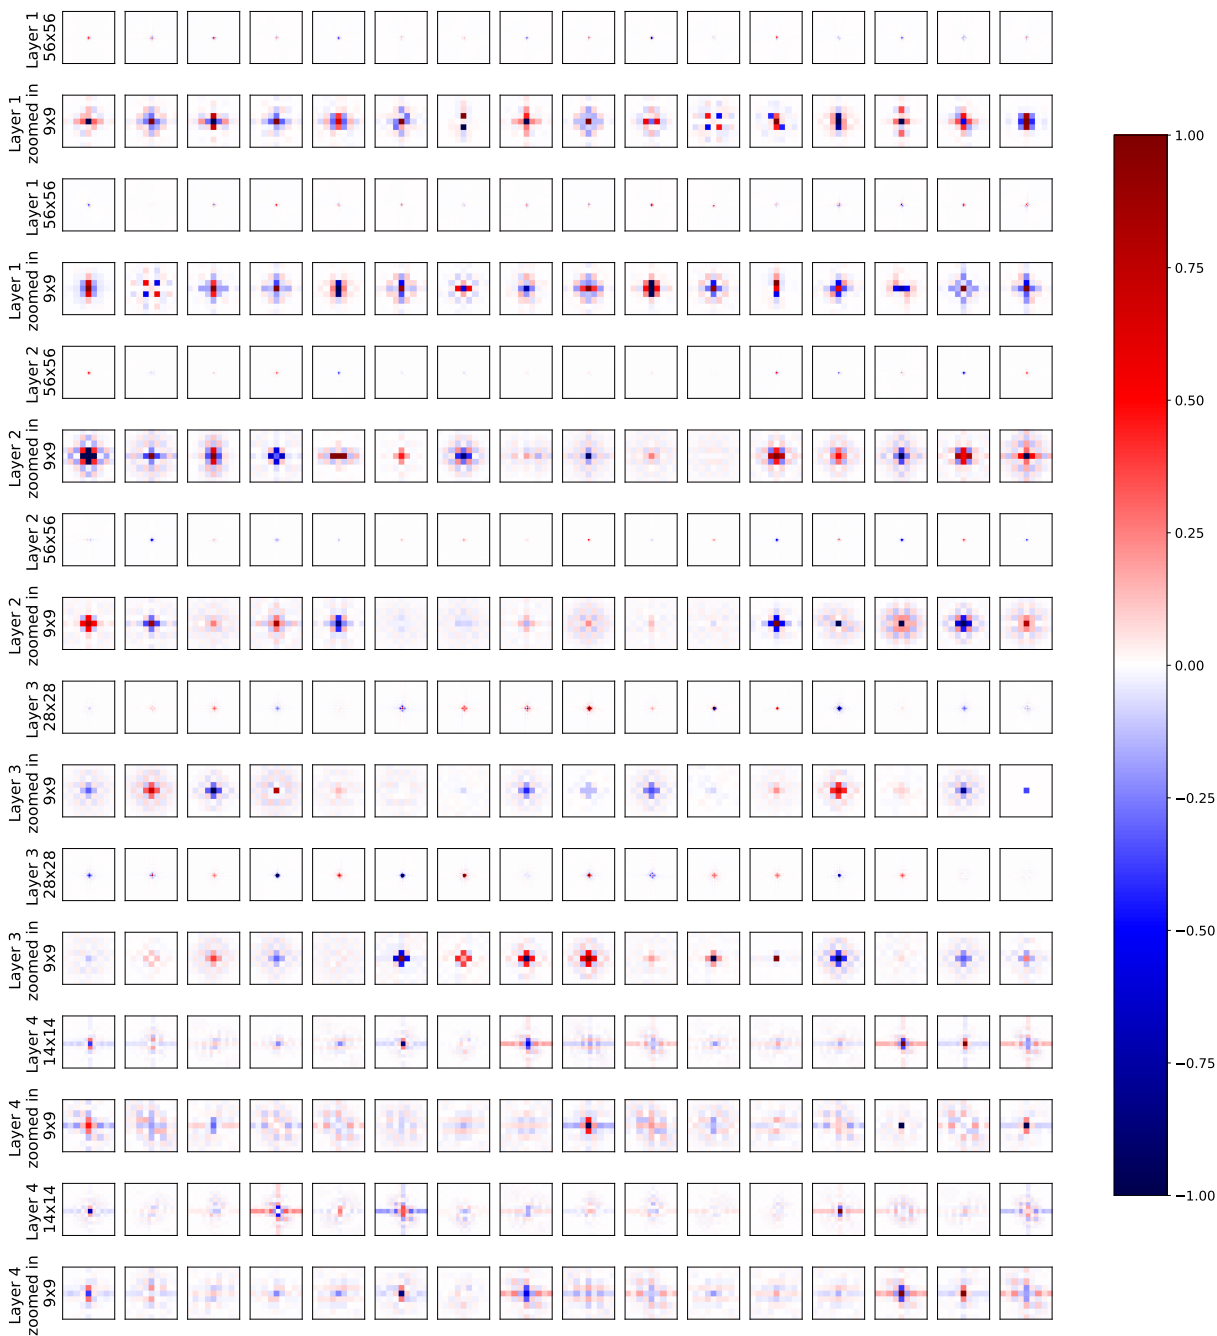 Layer 1
56x56
Layer 1
zoomed in
9x9
Layer 1
56x56
Layer 1
zoomed in
9x9
Layer 2
56x56
Layer 2
zoomed in
9x9
Layer 2
56x56
Layer 2
zoomed in
9x9
Layer 3
28x28
Layer 3
zoomed in
9x9
Layer 3
28x28
Layer 3
zoomed in
9x9
Layer 4
14x14
Layer 4
zoomed in
9x9
Layer 4
14x14
Layer 4
zoomed in
9x9
1.00
0.75
0.50
0.25
0.00
−0.25
−0.50
−0.75
−1.00